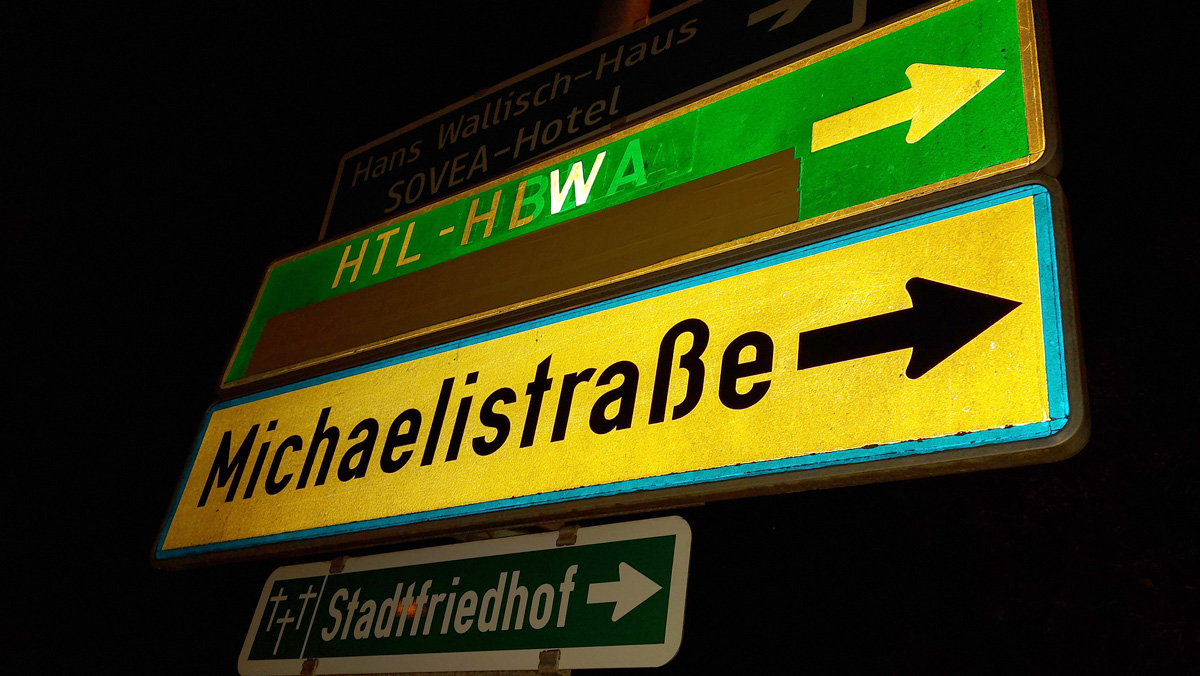 Hans Wallisch-Haus
SOVEA-Hotel
HTL-HBWA
Michaelistraße
Stadtfriedhof